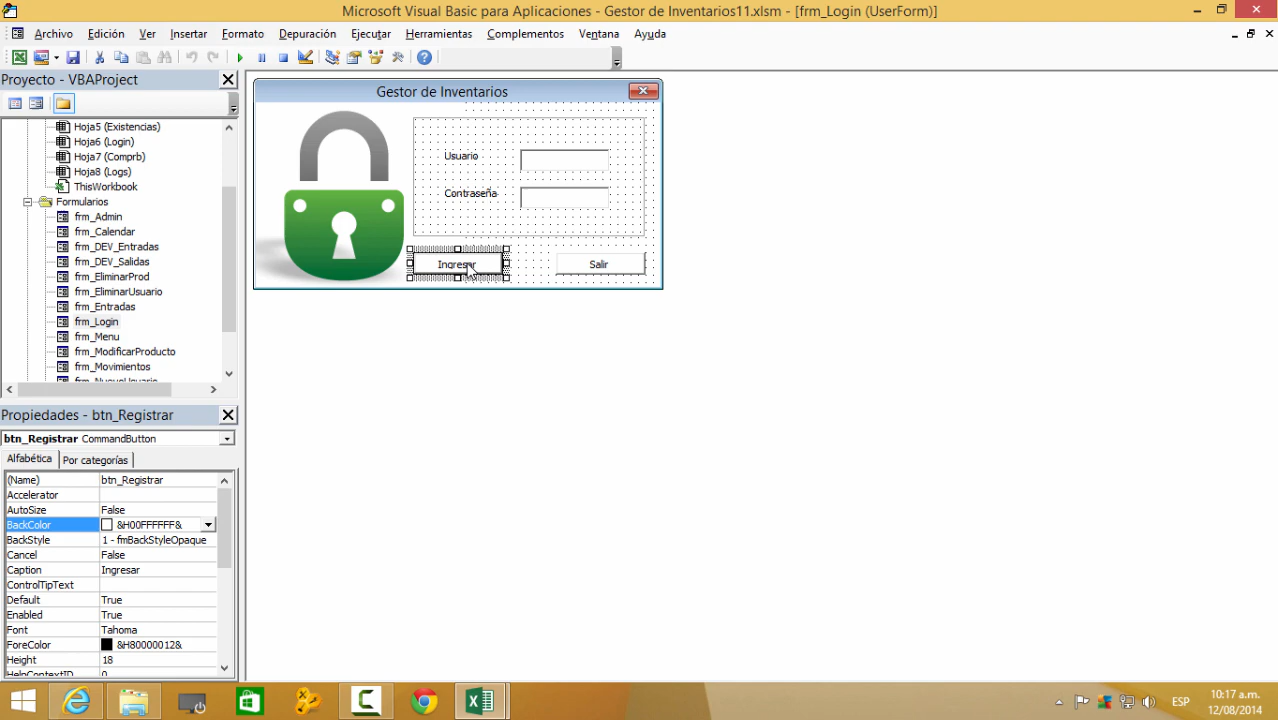 Microsoft Visual Basic para Aplicaciones - Gestor de Inventarios11.xlsm - [frm_Login (UserForm)]
Archivo Edición Ver Insertar Formato Depuración Ejecutar Herramientas Complementos Ventana Ayuda
Proyecto - VBAProject
Hoja5 (Existencias)
Hoja6 (Login)
Hoja7 (Comprb)
Hoja8 (Logs)
ThisWorkbook
Formularios
frm_Admin
frm_Calendar
frm_DEV_Entradas
frm_DEV_Salidas
frm_EliminarProd
frm_EliminarUsuario
frm_Entradas
frm_Login
frm_Menu
frm_ModificarProducto
frm_Movimientos
frm_NuevoUsuario
Gestor de Inventarios
Usuario
Contraseña
Ingresar
Salir
Propiedades - btn_Registrar
btn_Registrar CommandButton
Alfabética Por categorías
(Name) btn_Registrar
Accelerator
AutoSize False
BackColor &H00FFFFFF&
BackStyle 1 - fmBackStyleOpaque
Cancel False
Caption Ingresar
ControlTipText
Default True
Enabled True
Font Tahoma
ForeColor &H80000012&
Height 18
HelpContextID 0
ESP
10:17 a.m.
12/08/2014